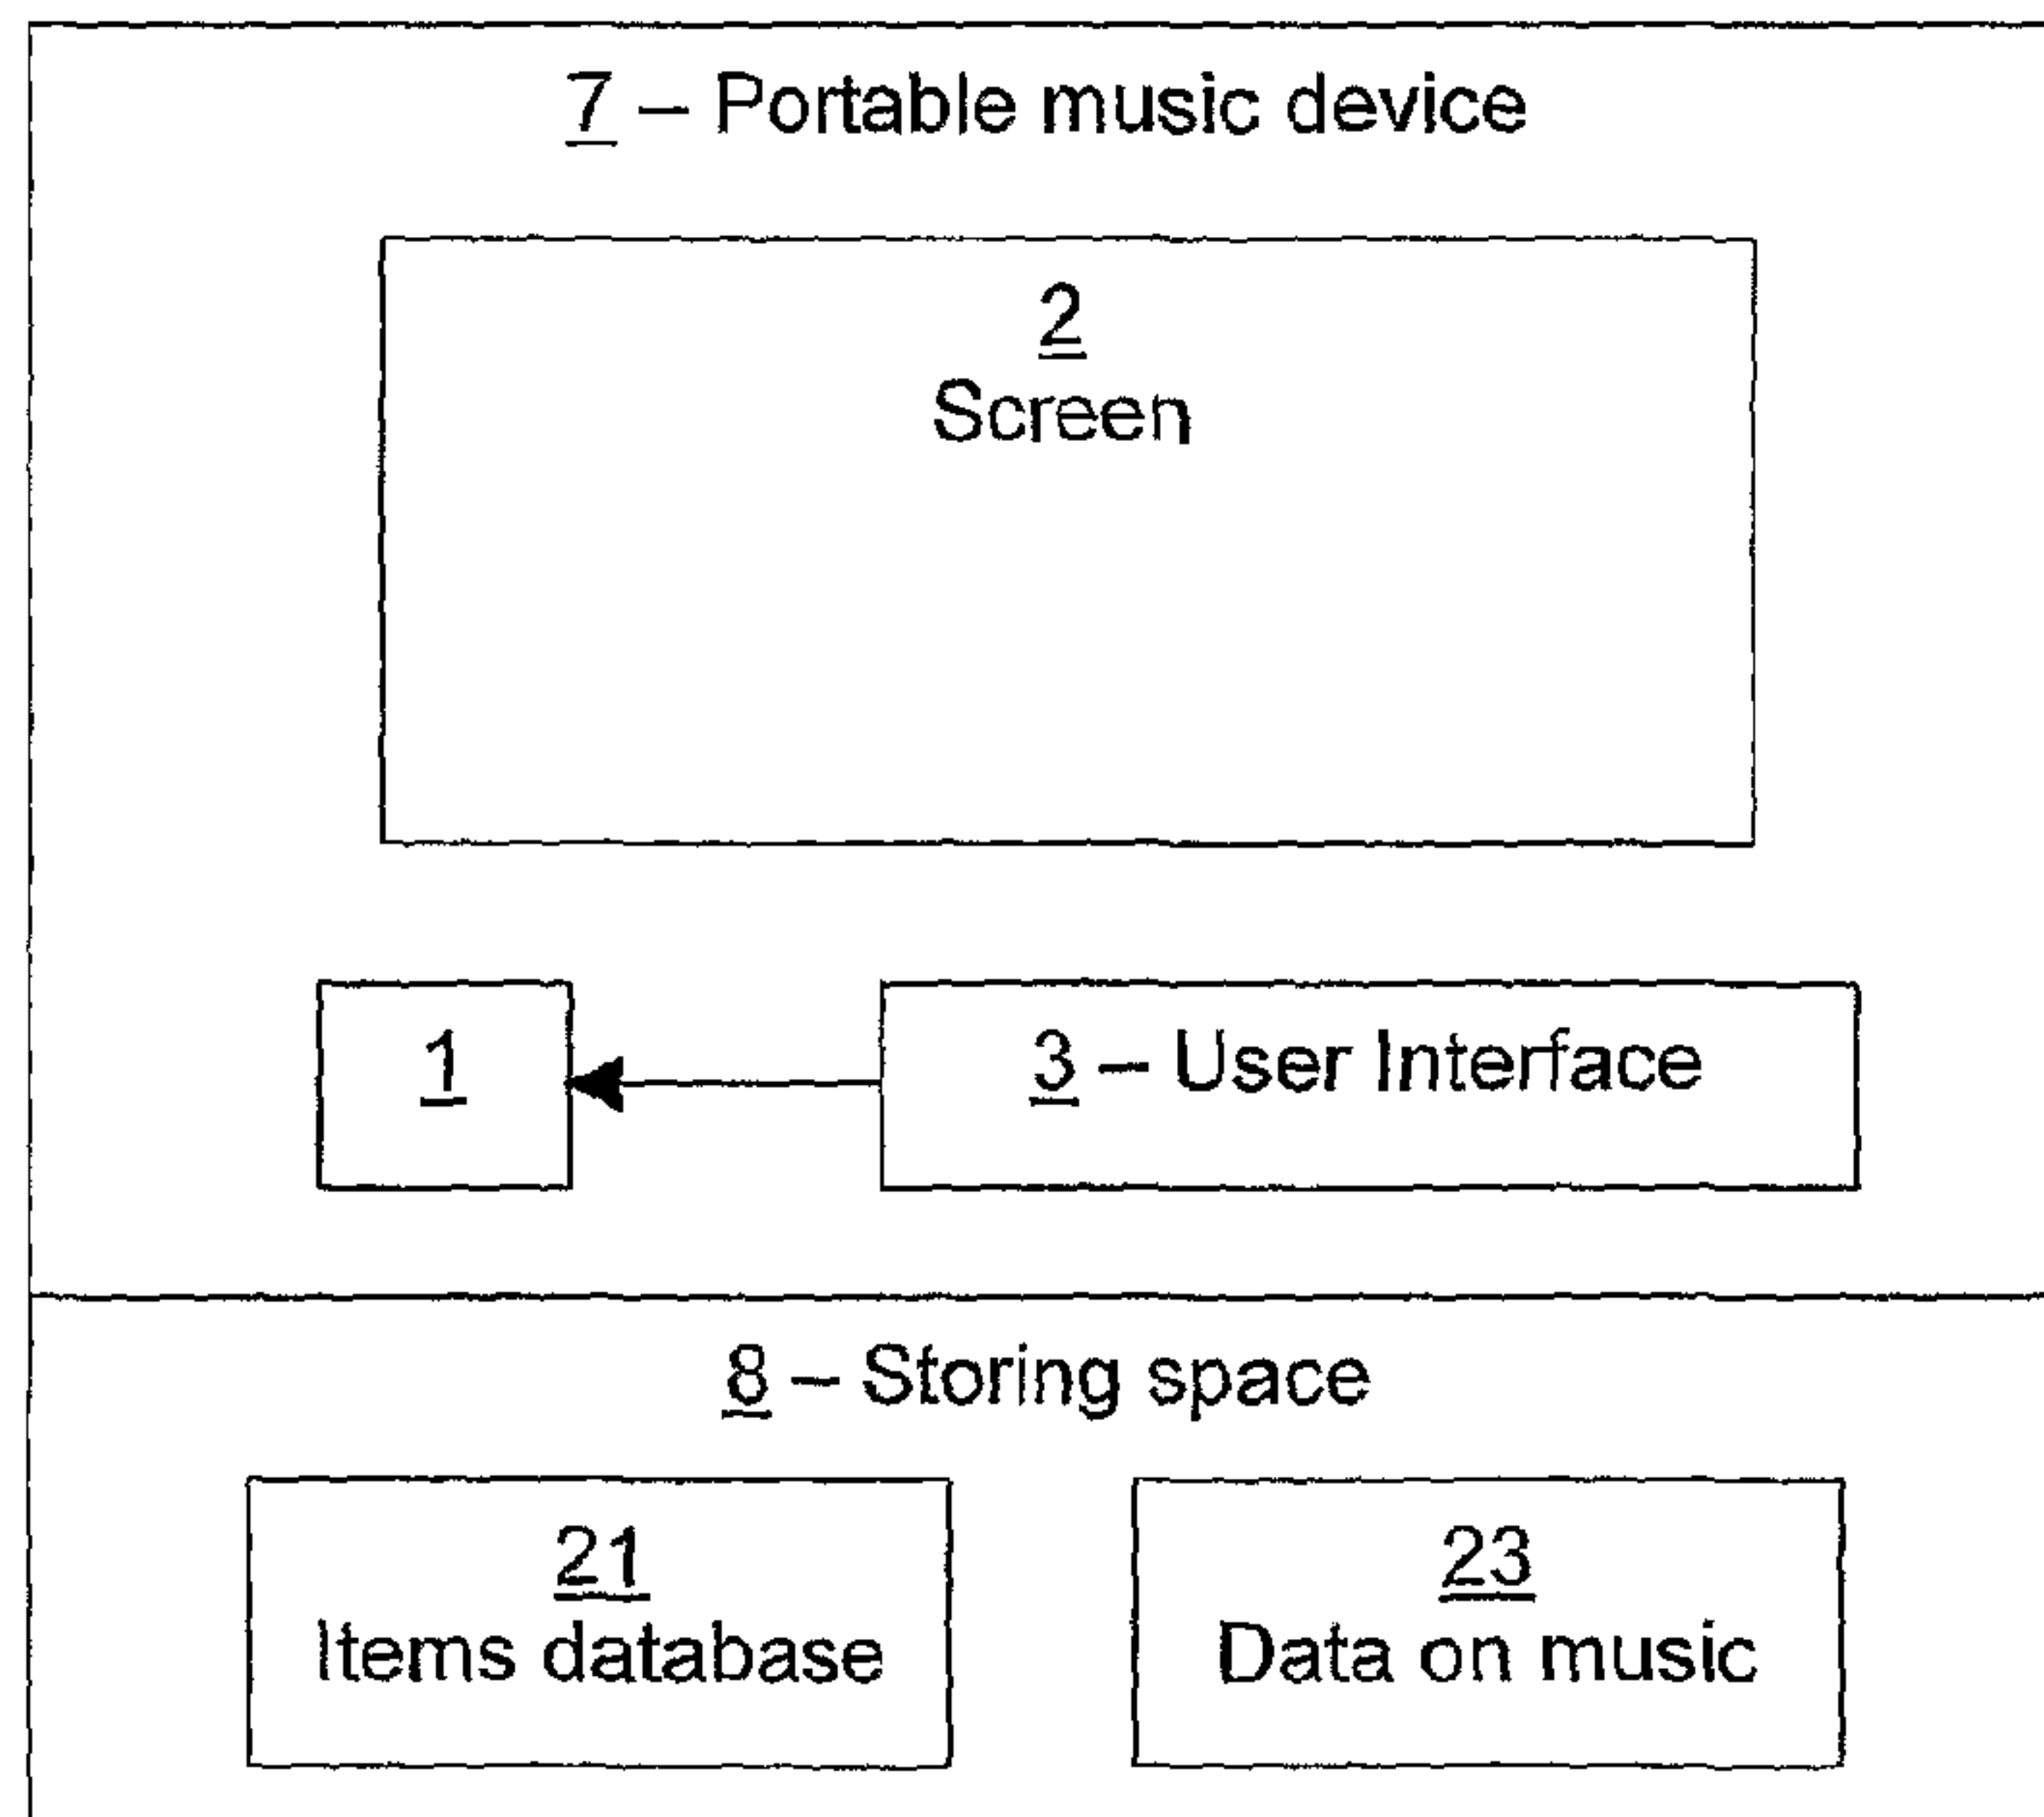 7 – Portable music device
2
Screen
1
3 – User Interface
8 – Storing space
21
Items database
23
Data on music